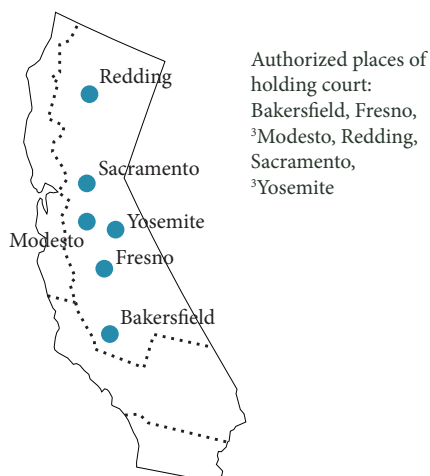 Redding
Sacramento
Yosemite
Modesto
Fresno
Bakersfield
Authorized places of
holding court:
Bakersfield, Fresno,
³Modesto, Redding,
Sacramento,
³Yosemite